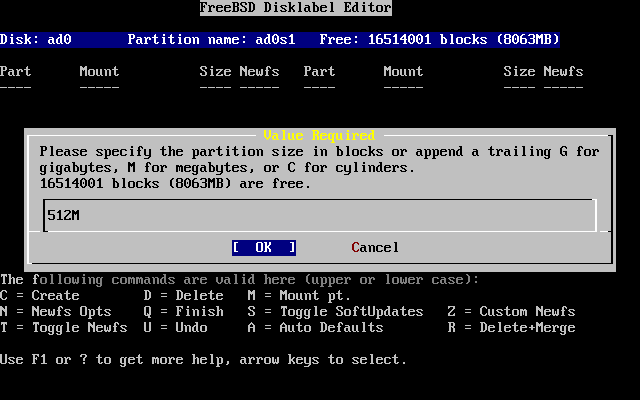 FreeBSD Disklabel Editor
Disk: ad0 Partition name: ad0s1 Free: 16514001 blocks (8063MB)
Part Mount Size Newfs Part Mount Size Newfs
---- ----- ---- ----- ---- ----- ---- -----
Value Required
Please specify the partition size in blocks or append a trailing G for
gigabytes, M for megabytes, or C for cylinders.
16514001 blocks (8063MB) are free.
512M
[ OK ] Cancel
The following commands are valid here (upper or lower case):
C = Create D = Delete M = Mount pt.
N = Newfs Opts Q = Finish S = Toggle SoftUpdates Z = Custom Newfs
T = Toggle Newfs U = Undo A = Auto Defaults R = Delete+Merge
Use F1 or ? to get more help, arrow keys to select.